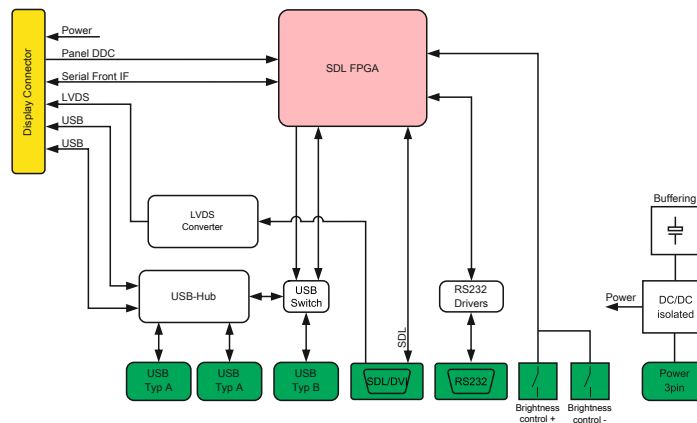 Display Connector
Power
Panel DDC
Serial Front IF
LVDS
USB
USB
SDL FPGA
LVDS
Converter
USB-Hub
USB
Switch
RS232
Drivers
SDL
Buffering
Power
DC/DC
isolated
USB
Typ A
USB
Typ A
USB
Typ B
SDL/DVI
RS232
Brightness
control +
Brightness
control -
Power
3pin